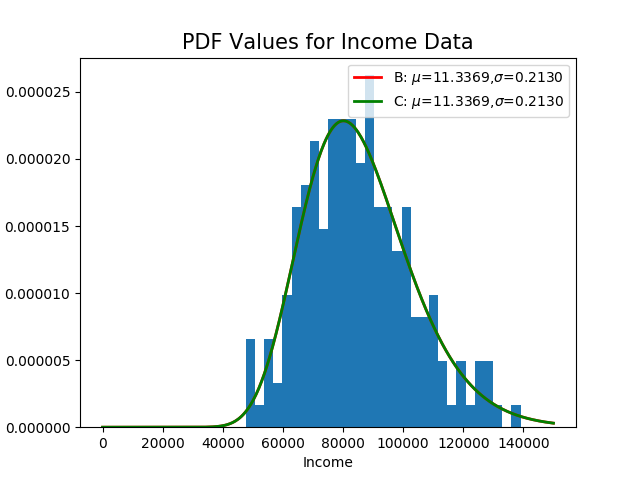 PDF Values for Income Data
B: μ=11.3369,σ=0.2130
C: μ=11.3369,σ=0.2130
0.000025
0.000020
0.000015
0.000010
0.000005
0.000000
0 20000 40000 60000 80000 100000 120000 140000
Income